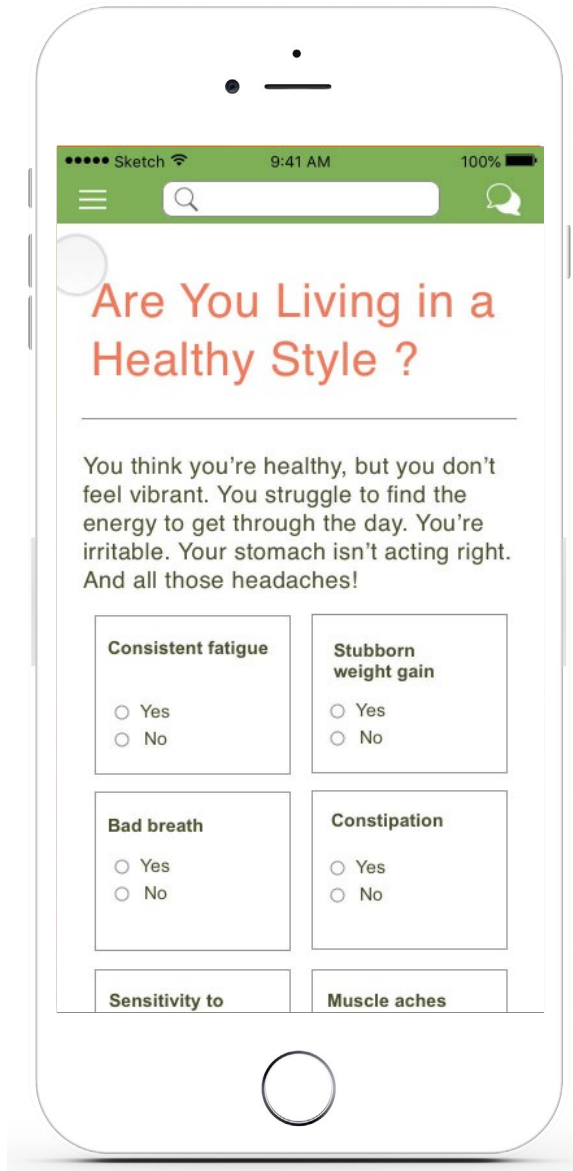 Sketch 9:41 AM 100%
Are You Living in a
Healthy Style ?
You think you’re healthy, but you don’t
feel vibrant. You struggle to find the
energy to get through the day. You’re
irritable. Your stomach isn’t acting right.
And all those headaches!
Consistent fatigue
Yes
No
Stubborn
weight gain
Yes
No
Bad breath
Yes
No
Constipation
Yes
No
Sensitivity to
Muscle aches